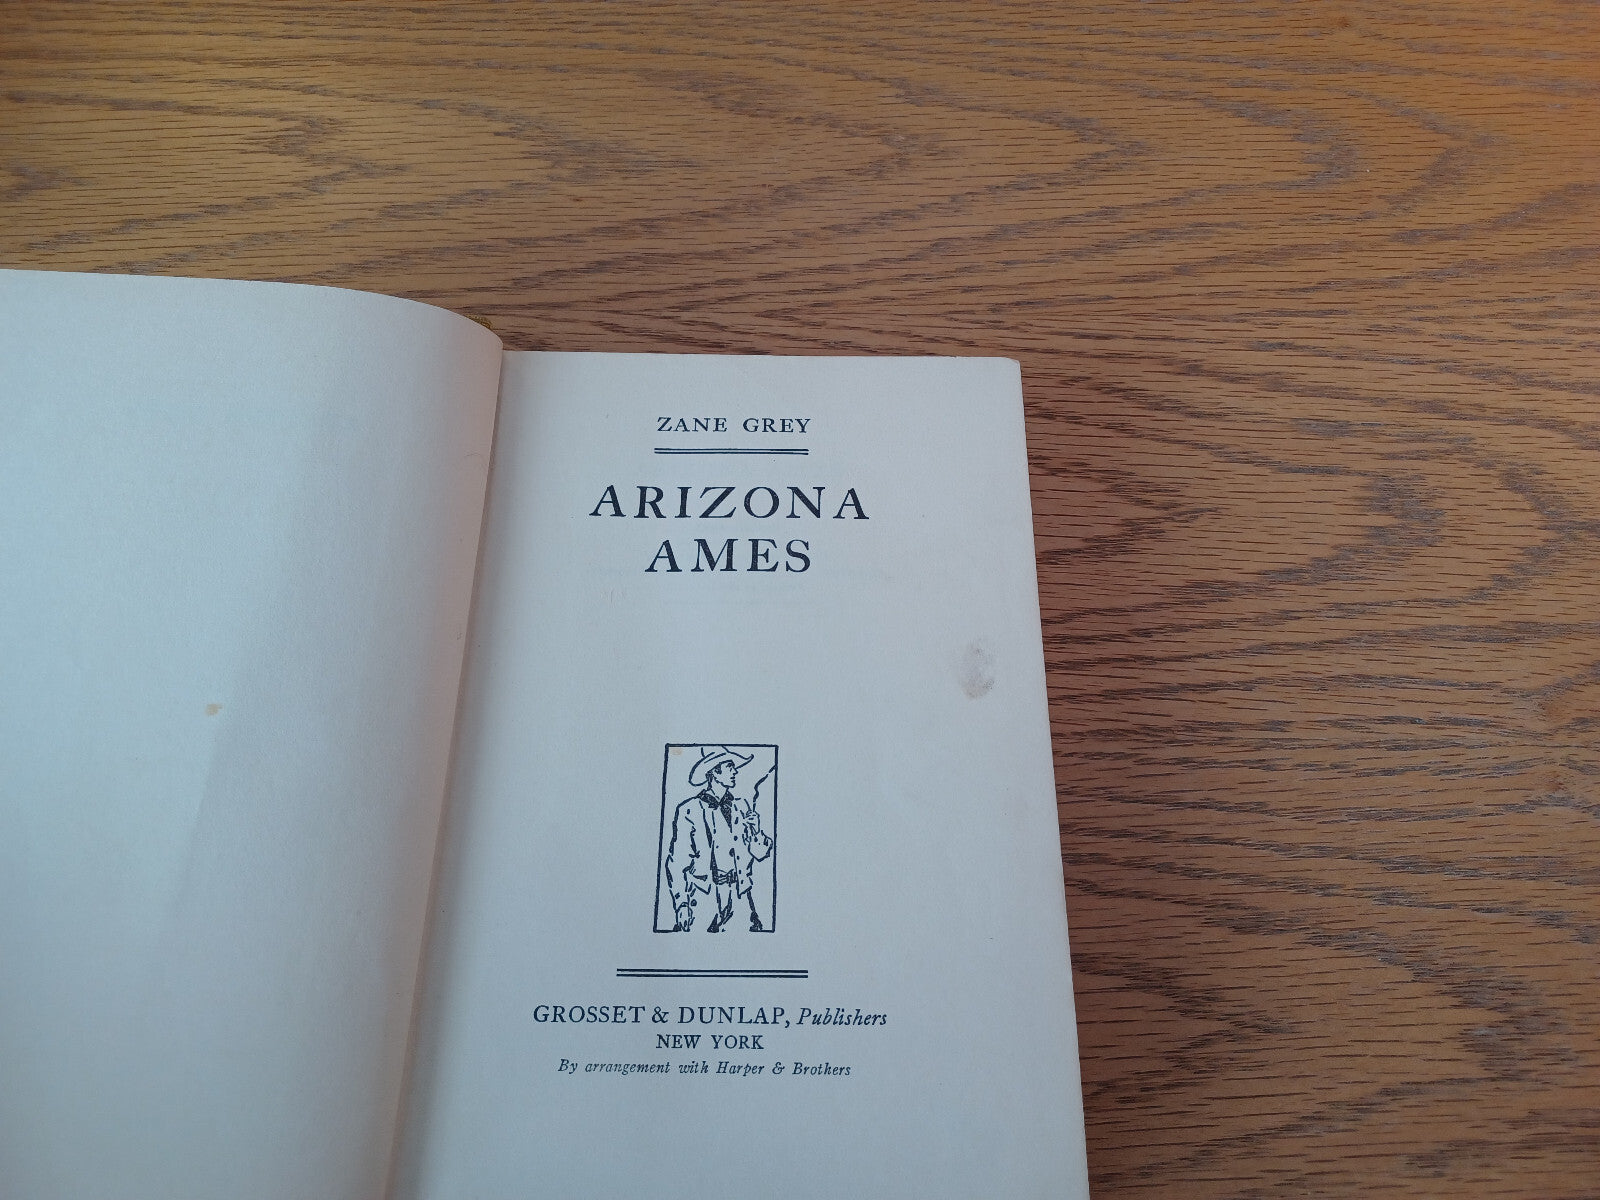 ZANE GREY
ARIZONA
AMES
GROSSET & DUNLAP, Publishers
NEW YORK
By arrangement with Harper & Brothers